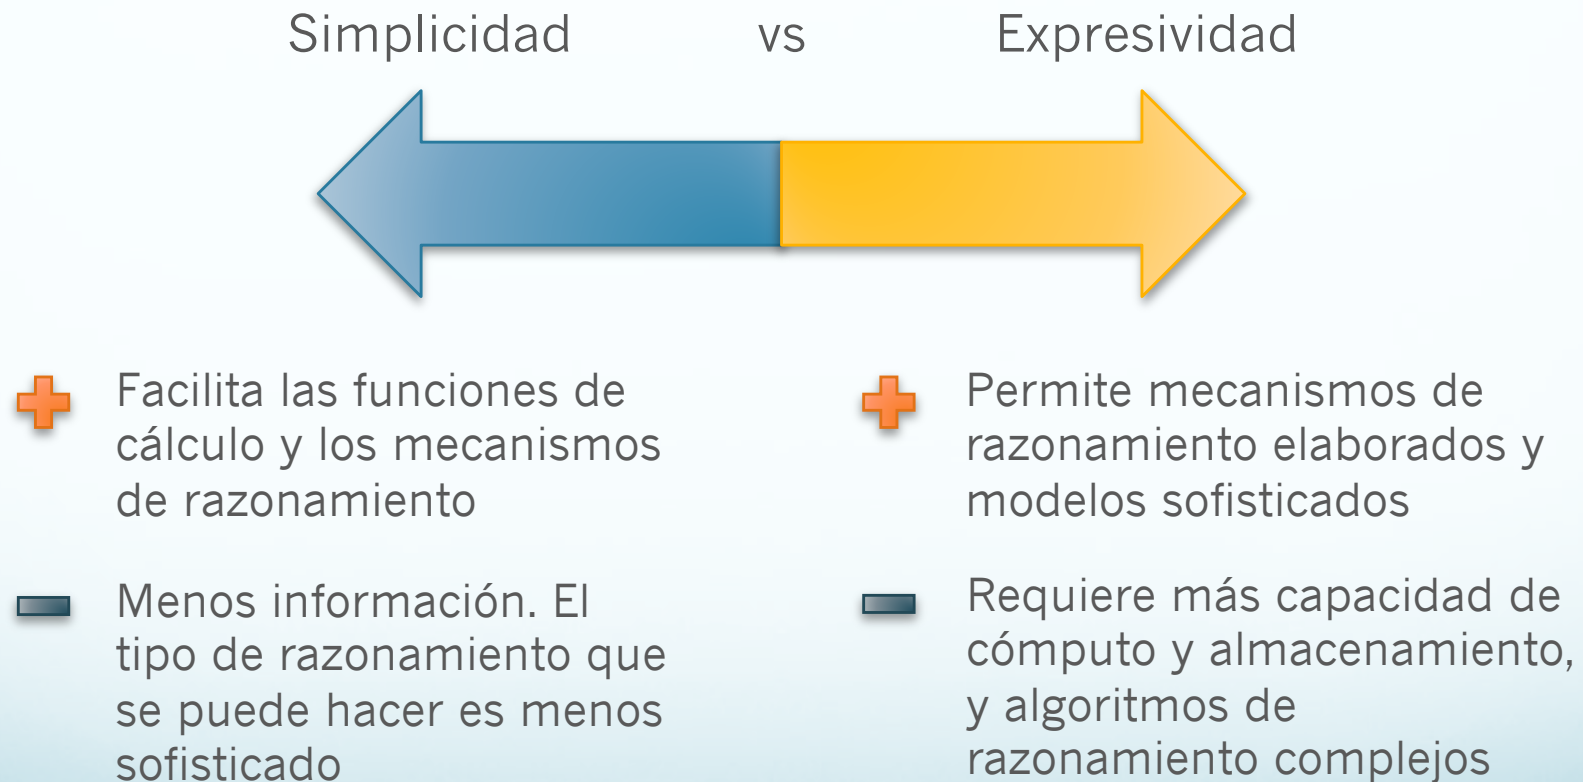 Simplicidad vs Expresividad
Facilita las funciones de
cálculo y los mecanismos
de razonamiento
Menos información. El
tipo de razonamiento que
se puede hacer es menos
sofisticado
Permite mecanismos de
razonamiento elaborados y
modelos sofisticados
Requiere más capacidad de
cómputo y almacenamiento,
y algoritmos de
razonamiento complejos